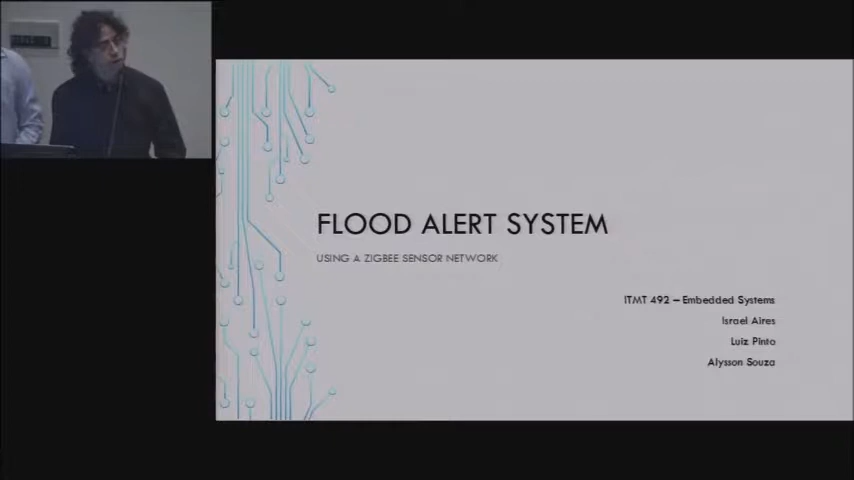 FLOOD ALERT SYSTEM
USING A ZIGBEE SENSOR NETWORK
ITMT 492 – Embedded Systems
Israel Aires
Luiz Pinto
Alysson Souza